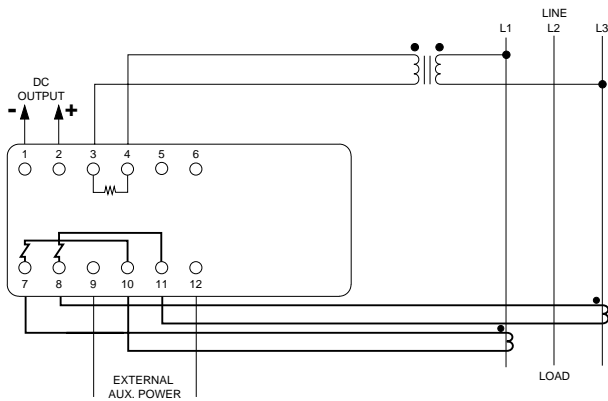 LINE
L1 L2 L3
DC
OUTPUT
- +
1 2 3 4 5 6
7 8 9 10 11 12
LOAD
EXTERNAL
AUX. POWER